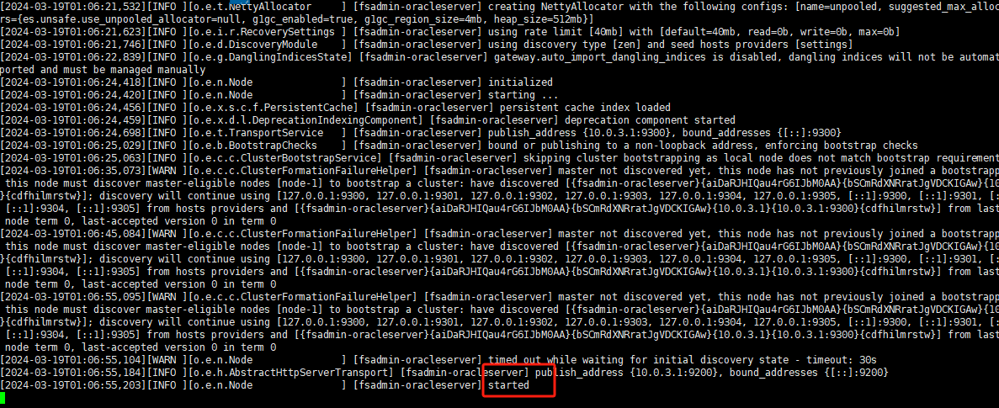 [2024-03-19T01:06:21,532][INFO ][o.e.t.NettyAllocator     ] [fsadmin-oracleserver] creating NettyAllocator with the following configs: [name=unpooled, suggested_max_alloc
rs={es.unsafe.use_unpooled_allocator=null, g1gc_enabled=true, g1gc_region_size=4mb, heap_size=512mb}]
[2024-03-19T01:06:21,623][INFO ][o.e.i.r.RecoverySettings ] [fsadmin-oracleserver] using rate limit [40mb] with [default=40mb, read=0b, write=0b, max=0b]
[2024-03-19T01:06:21,746][INFO ][o.e.d.DiscoveryModule    ] [fsadmin-oracleserver] using discovery type [zen] and seed hosts providers [settings]
[2024-03-19T01:06:22,839][INFO ][o.e.g.DanglingIndicesState] [fsadmin-oracleserver] gateway.auto_import_dangling_indices is disabled, dangling indices will not be automat
ported and must be managed manually
[2024-03-19T01:06:24,418][INFO ][o.e.n.Node               ] [fsadmin-oracleserver] initialized
[2024-03-19T01:06:24,420][INFO ][o.e.n.Node               ] [fsadmin-oracleserver] starting ...
[2024-03-19T01:06:24,456][INFO ][o.e.x.s.c.f.PersistentCache] [fsadmin-oracleserver] persistent cache index loaded
[2024-03-19T01:06:24,459][INFO ][o.e.x.d.l.DeprecationIndexingComponent] [fsadmin-oracleserver] deprecation component started
[2024-03-19T01:06:24,698][INFO ][o.e.t.TransportService   ] [fsadmin-oracleserver] publish_address {10.0.3.1:9300}, bound_addresses {[::]:9300}
[2024-03-19T01:06:25,029][INFO ][o.e.b.BootstrapChecks    ] [fsadmin-oracleserver] bound or publishing to a non-loopback address, enforcing bootstrap checks
[2024-03-19T01:06:25,063][INFO ][o.e.c.c.ClusterBootstrapService] [fsadmin-oracleserver] skipping cluster bootstrapping as local node does not match bootstrap requirement
[2024-03-19T01:06:35,073][WARN ][o.e.c.c.ClusterFormationFailureHelper] [fsadmin-oracleserver] master not discovered yet, this node has not previously joined a bootstrapp
 this node must discover master-eligible nodes [node-1] to bootstrap a cluster: have discovered [{fsadmin-oracleserver}{aiDaRJHIQau4rG6IJbM0AA}{bSCmRdXNRratJgVDCKIGAw}{10
}{cdfhilmrstw}]; discovery will continue using [127.0.0.1:9300, 127.0.0.1:9301, 127.0.0.1:9302, 127.0.0.1:9303, 127.0.0.1:9304, 127.0.0.1:9305, [::1]:9300, [::1]:9301, [:
 [::1]:9304, [::1]:9305] from hosts providers and [{fsadmin-oracleserver}{aiDaRJHIQau4rG6IJbM0AA}{bSCmRdXNRratJgVDCKIGAw}{10.0.3.1}{10.0.3.1:9300}{cdfhilmrstw}] from last
 node term 0, last-accepted version 0 in term 0
[2024-03-19T01:06:45,084][WARN ][o.e.c.c.ClusterFormationFailureHelper] [fsadmin-oracleserver] master not discovered yet, this node has not previously joined a bootstrapp
 this node must discover master-eligible nodes [node-1] to bootstrap a cluster: have discovered [{fsadmin-oracleserver}{aiDaRJHIQau4rG6IJbM0AA}{bSCmRdXNRratJgVDCKIGAw}{10
}{cdfhilmrstw}]; discovery will continue using [127.0.0.1:9300, 127.0.0.1:9301, 127.0.0.1:9302, 127.0.0.1:9303, 127.0.0.1:9304, 127.0.0.1:9305, [::1]:9300, [::1]:9301, [:
 [::1]:9304, [::1]:9305] from hosts providers and [{fsadmin-oracleserver}{aiDaRJHIQau4rG6IJbM0AA}{bSCmRdXNRratJgVDCKIGAw}{10.0.3.1}{10.0.3.1:9300}{cdfhilmrstw}] from last
 node term 0, last-accepted version 0 in term 0
[2024-03-19T01:06:55,095][WARN ][o.e.c.c.ClusterFormationFailureHelper] [fsadmin-oracleserver] master not discovered yet, this node has not previously joined a bootstrapp
 this node must discover master-eligible nodes [node-1] to bootstrap a cluster: have discovered [{fsadmin-oracleserver}{aiDaRJHIQau4rG6IJbM0AA}{bSCmRdXNRratJgVDCKIGAw}{10
}{cdfhilmrstw}]; discovery will continue using [127.0.0.1:9300, 127.0.0.1:9301, 127.0.0.1:9302, 127.0.0.1:9303, 127.0.0.1:9304, 127.0.0.1:9305, [::1]:9300, [::1]:9301, [:
 [::1]:9304, [::1]:9305] from hosts providers and [{fsadmin-oracleserver}{aiDaRJHIQau4rG6IJbM0AA}{bSCmRdXNRratJgVDCKIGAw}{10.0.3.1}{10.0.3.1:9300}{cdfhilmrstw}] from last
 node term 0, last-accepted version 0 in term 0
[2024-03-19T01:06:55,104][WARN ][o.e.n.Node               ] [fsadmin-oracleserver] timed out while waiting for initial discovery state - timeout: 30s
[2024-03-19T01:06:55,184][INFO ][o.e.h.AbstractHttpServerTransport] [fsadmin-oracleserver] publish_address {10.0.3.1:9200}, bound_addresses {[::]:9200}
[2024-03-19T01:06:55,203][INFO ][o.e.n.Node               ] [fsadmin-oracleserver] started